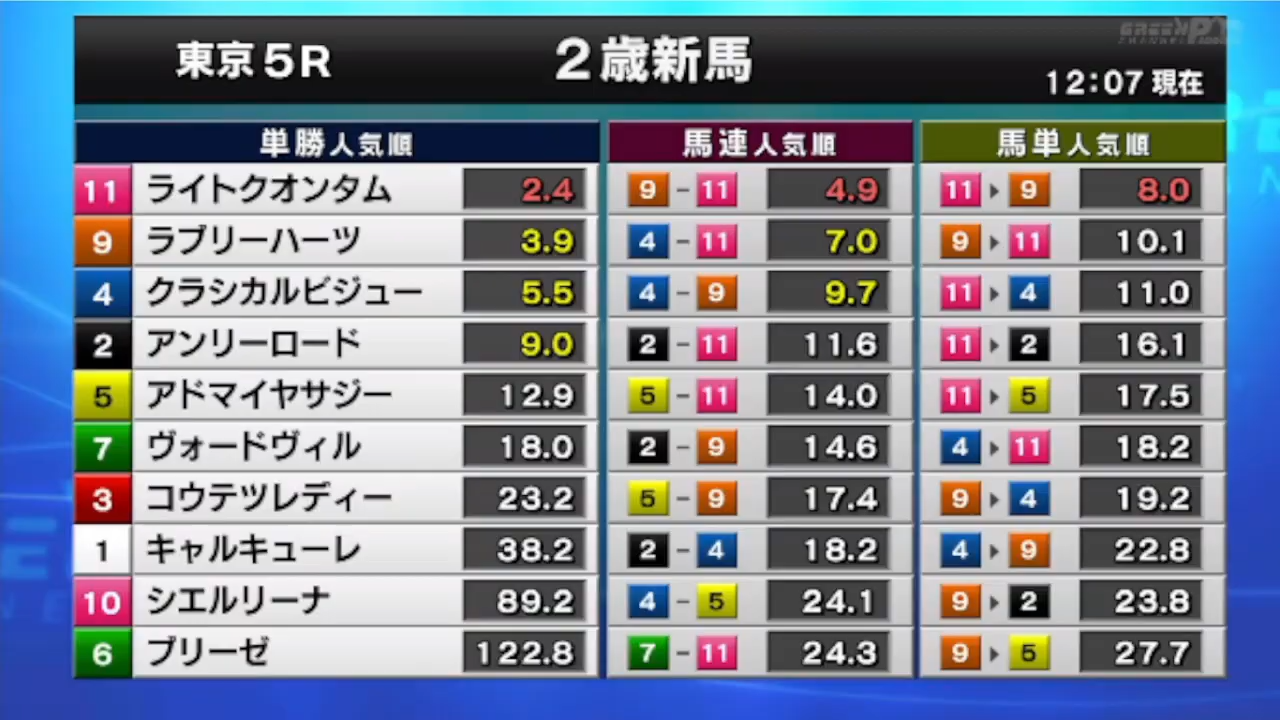 GREEN
CHANNEL
東京5R 2歳新馬 12:07 現在
単勝人気順 馬連人気順 馬単人気順
11 ライトクオンタム 2.4 9-11 4.9 11▸9 8.0
9 ラブリーハーツ 3.9 4-11 7.0 9▸11 10.1
4 クラシカルビジュー 5.5 4-9 9.7 11▸4 11.0
2 アンリーロード 9.0 2-11 11.6 11▸2 16.1
5 アドマイヤサジー 12.9 5-11 14.0 11▸5 17.5
7 ヴォードヴィル 18.0 2-9 14.6 4▸11 18.2
3 コウテツレディー 23.2 5-9 17.4 9▸4 19.2
1 キャルキューレ 38.2 2-4 18.2 4▸9 22.8
10 シエルリーナ 89.2 4-5 24.1 9▸2 23.8
6 ブリーゼ 122.8 7-11 24.3 9▸5 27.7